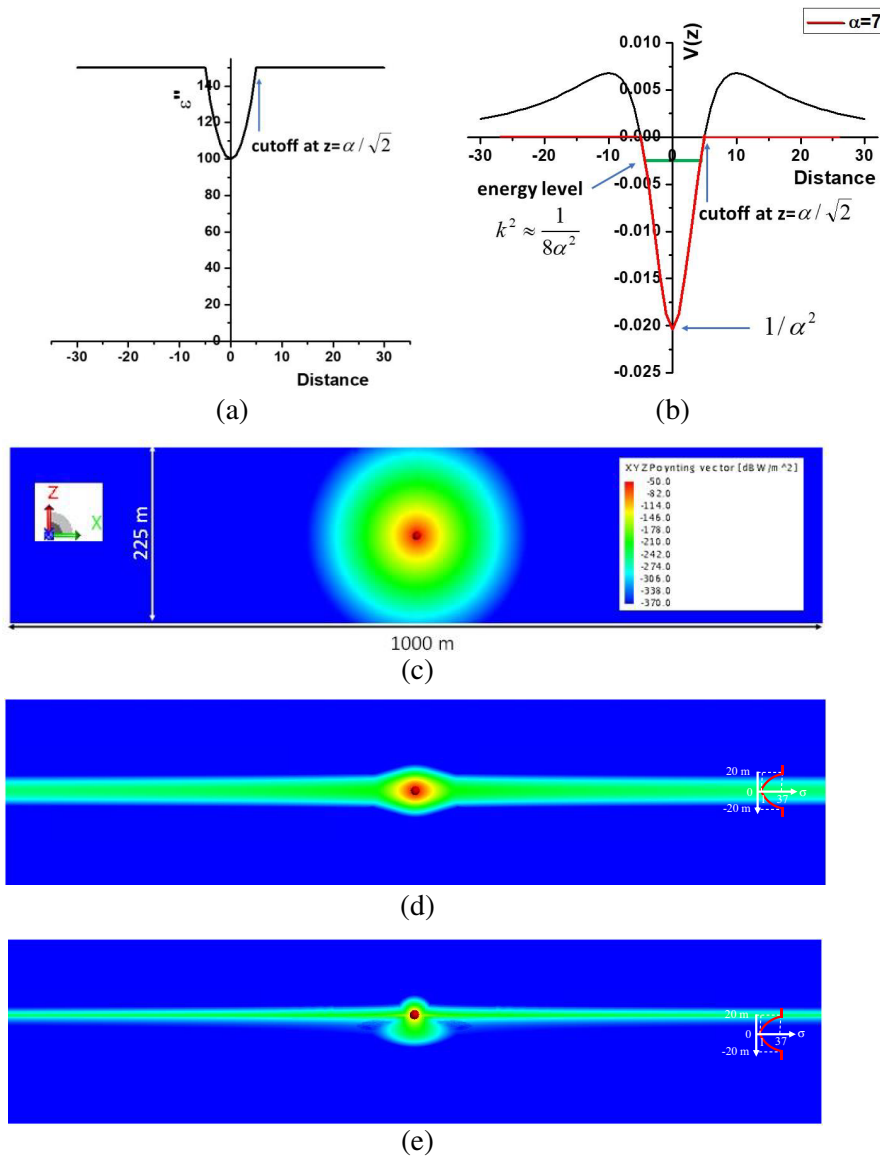 ε"
140
120
100
80
60
40
20
0
cutoff at z=α/√2
-30 -20 -10 0 10 20 30
Distance
(a)
α=7
V(z)
0.010
0.005
0.000
-0.005
-0.010
-0.015
-0.020
-0.025
-30 -20 -10 0 10 20 30
Distance
energy level
k² ≈ 1/8α²
cutoff at z=α/√2
1/α²
(b)
Z
X
225 m
XYZPoynting vector [dBW/m^2]
-50.0
-82.0
-114.0
-146.0
-178.0
-210.0
-242.0
-274.0
-306.0
-338.0
-370.0
1000 m
(c)
20 m
0
37
σ
-20 m
(d)
20 m
0
1
37
σ
-20 m
(e)